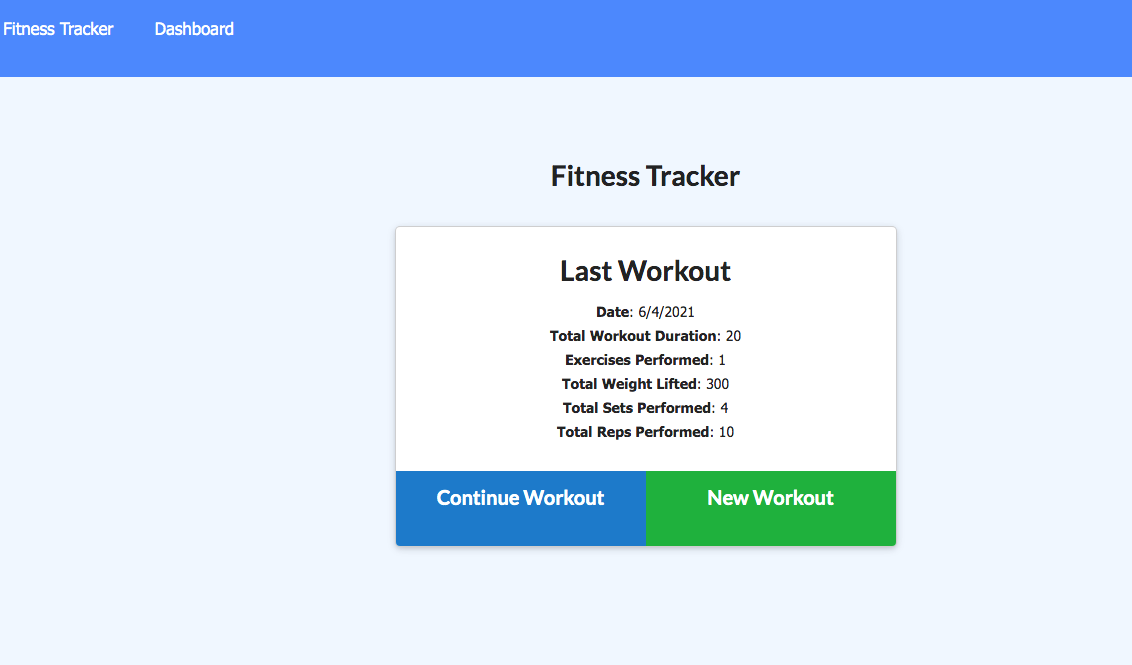 Fitness Tracker Dashboard
Fitness Tracker
Last Workout
Date: 6/4/2021
Total Workout Duration: 20
Exercises Performed: 1
Total Weight Lifted: 300
Total Sets Performed: 4
Total Reps Performed: 10
Continue Workout New Workout